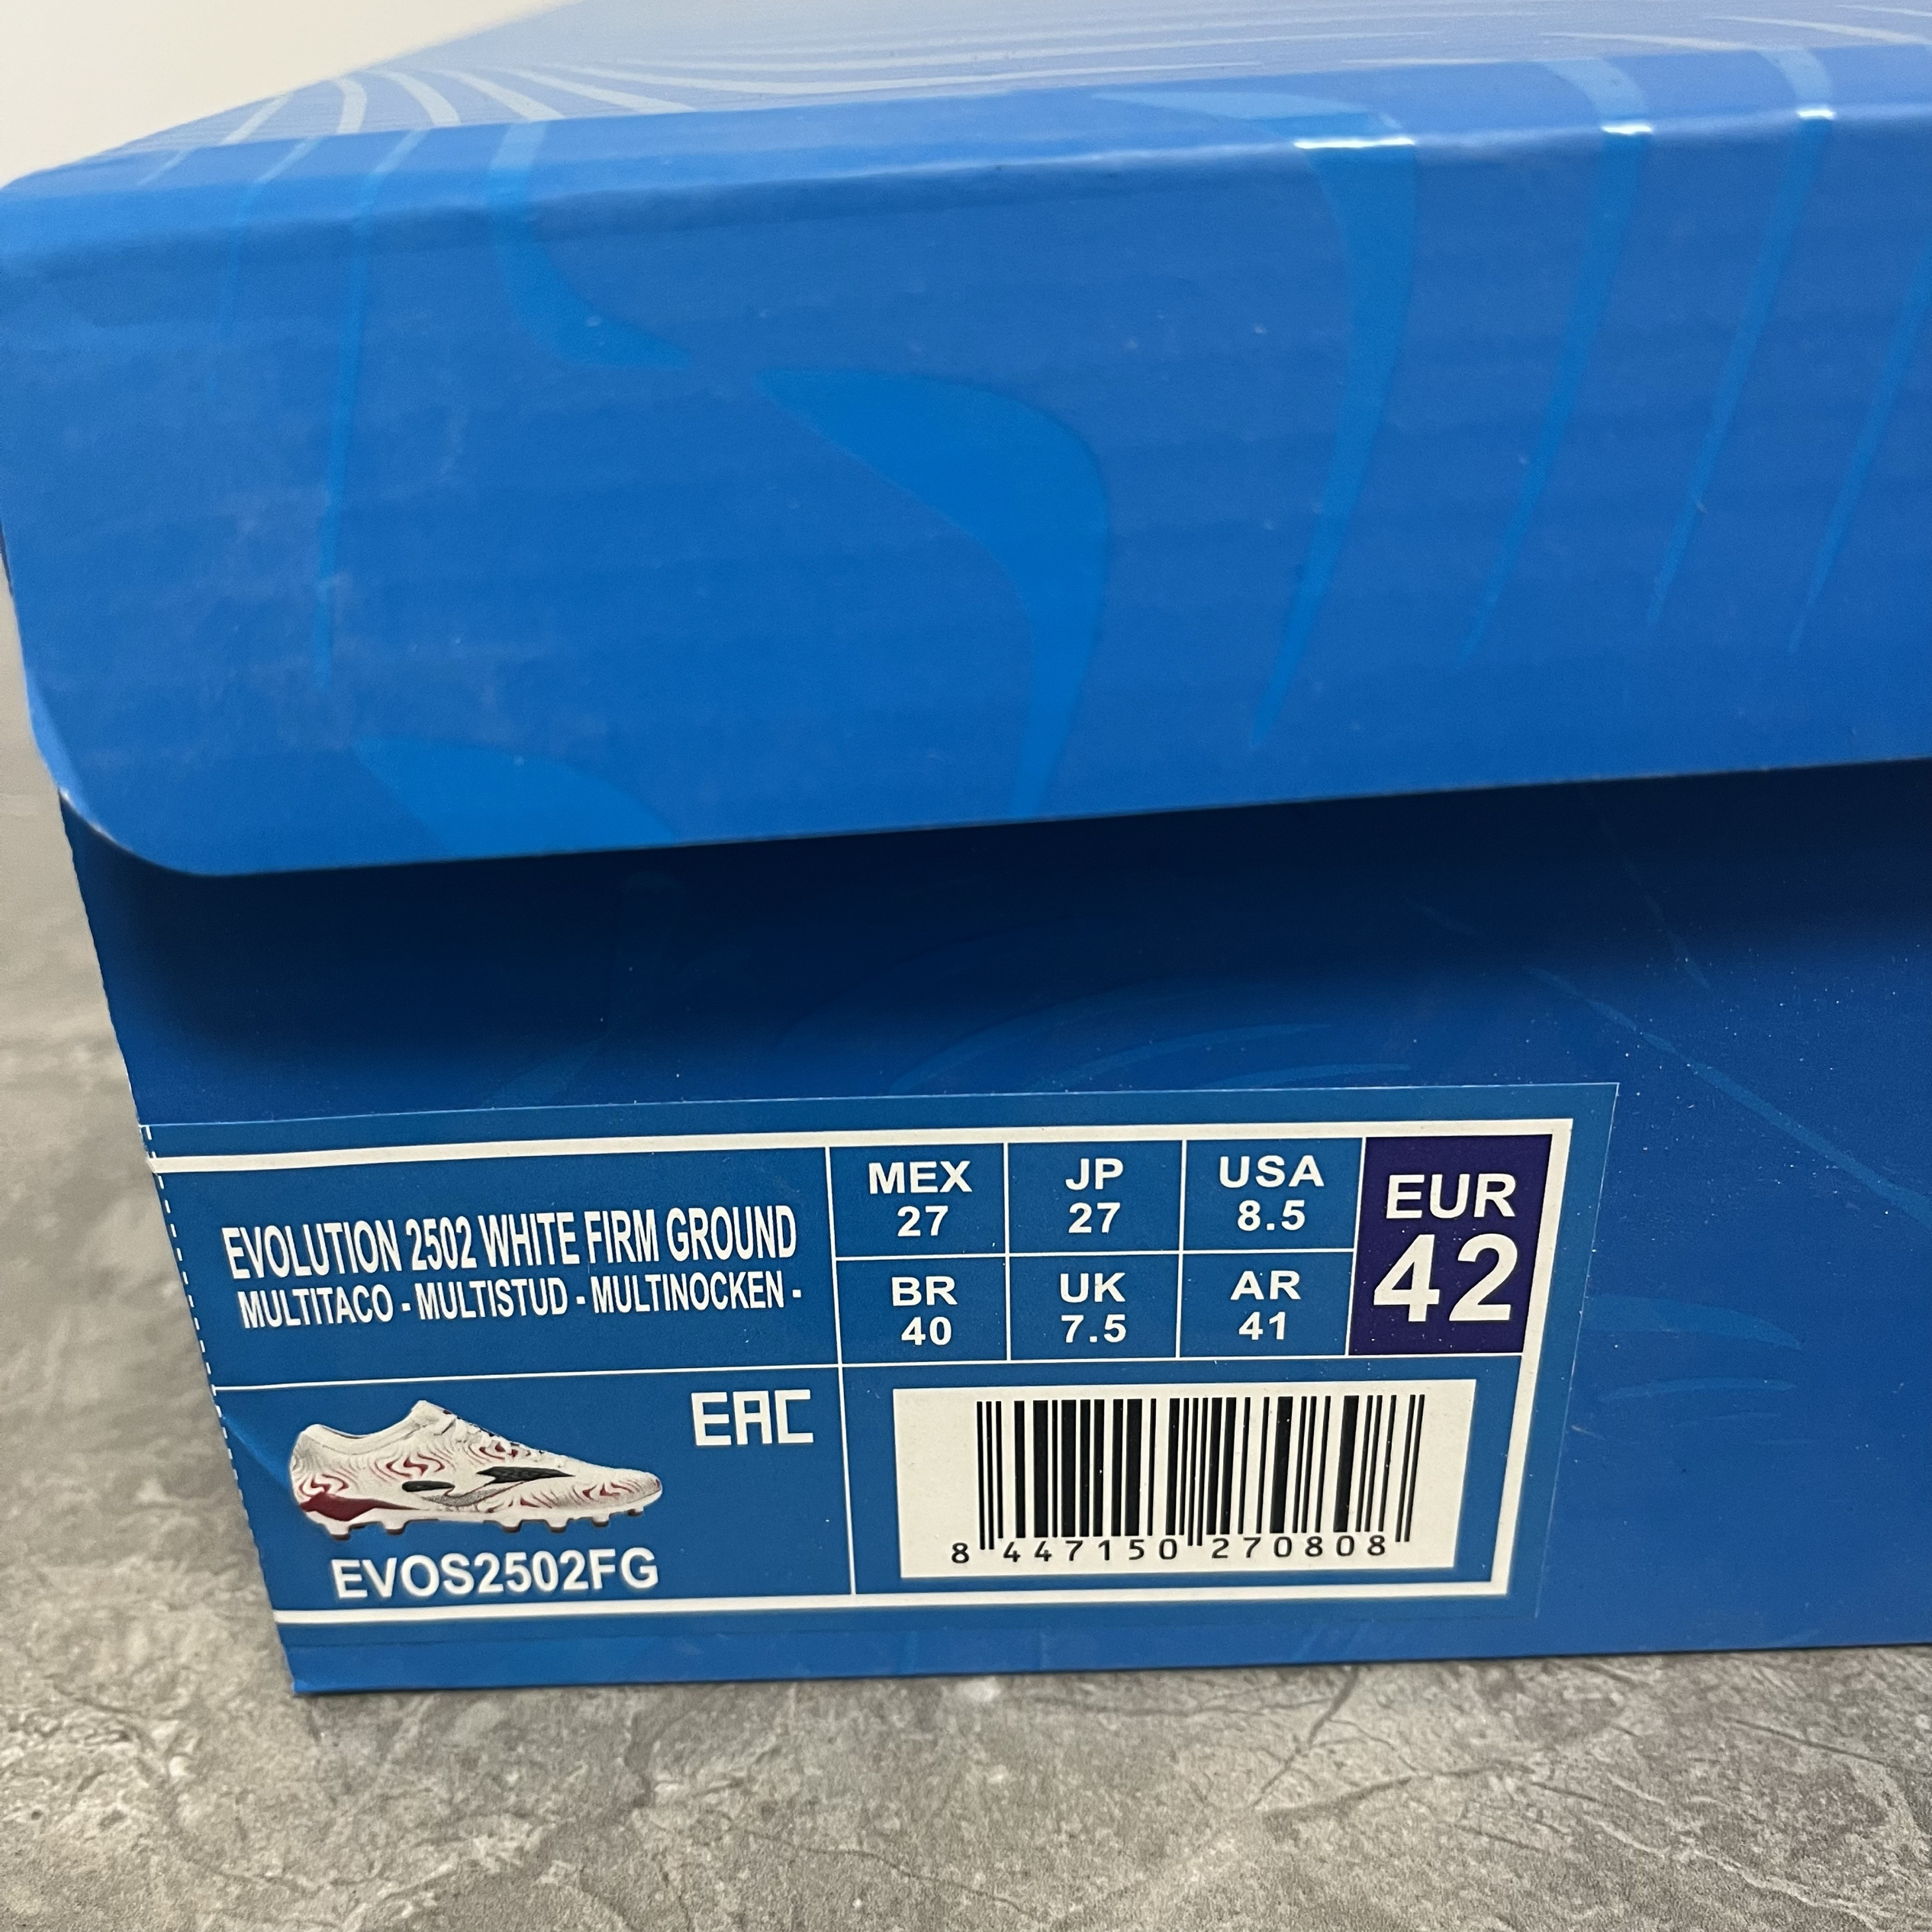 EVOLUTION 2502 WHITE FIRM GROUND
MULTITACO - MULTISTUD - MULTINOCKEN -
MEX
27
JP
27
USA
8.5
EUR
42
BR
40
UK
7.5
AR
41
EAC
EVOS2502FG
8 447150 270808